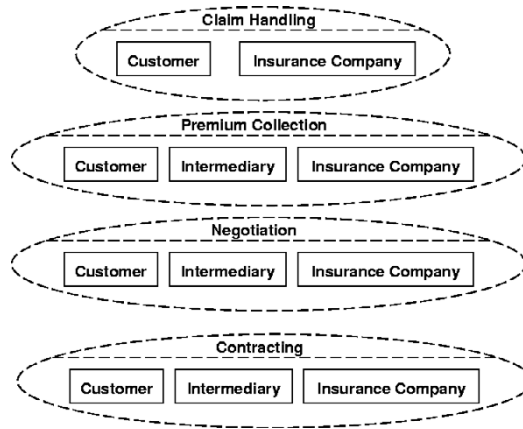 Claim Handling
Customer Insurance Company
Premium Collection
Customer Intermediary Insurance Company
Negotiation
Customer Intermediary Insurance Company
Contracting
Customer Intermediary Insurance Company